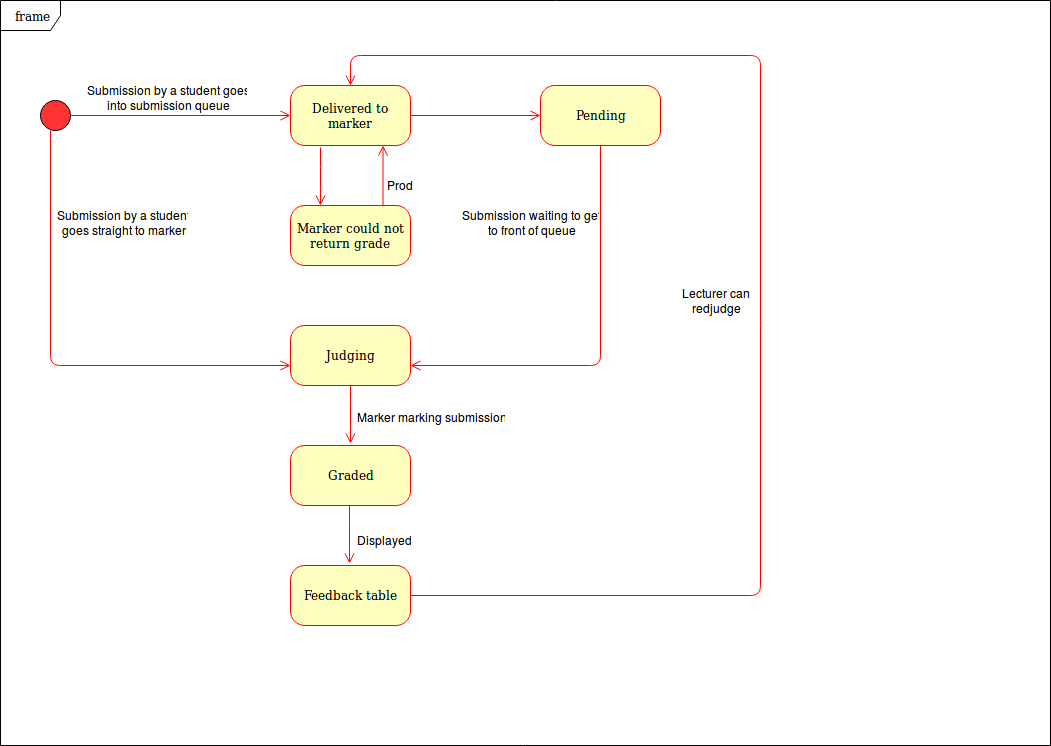 frame
Submission by a student goes
into submission queue
Delivered to
marker
Pending
Prod
Submission by a student
goes straight to marker
Marker could not
return grade
Submission waiting to get
to front of queue
Lecturer can
redjudge
Judging
Marker marking submission
Graded
Displayed
Feedback table